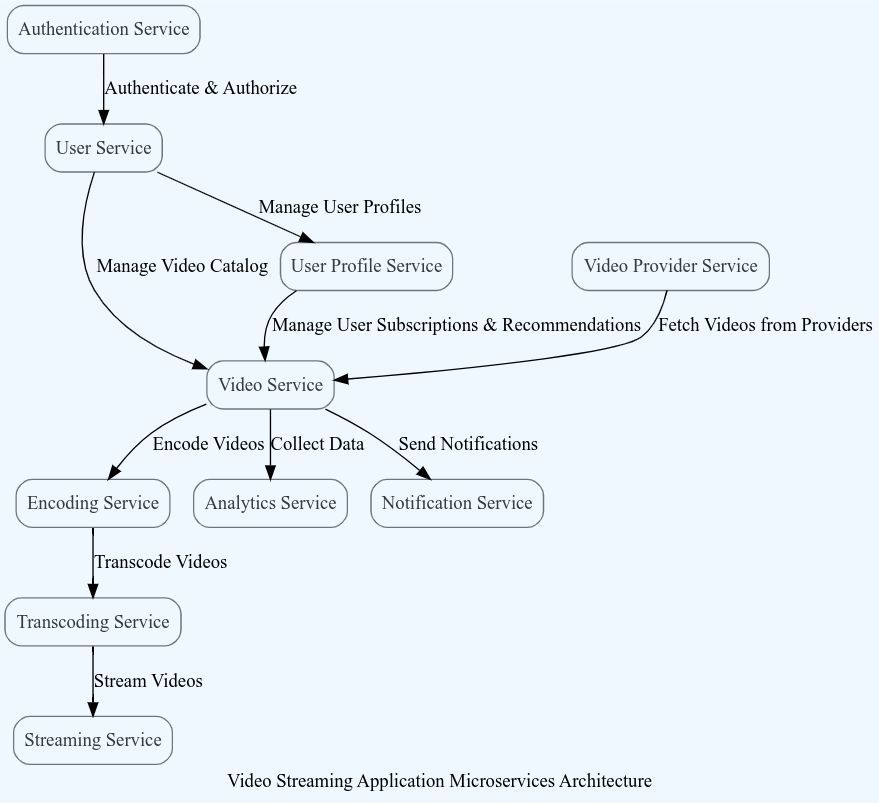 Authentication Service
Authenticate & Authorize
User Service
Manage User Profiles
Manage Video Catalog
User Profile Service
Video Provider Service
Manage User Subscriptions & Recommendations
Fetch Videos from Providers
Video Service
Encode Videos
Collect Data
Send Notifications
Encoding Service
Analytics Service
Notification Service
Transcode Videos
Transcoding Service
Stream Videos
Streaming Service
Video Streaming Application Microservices Architecture